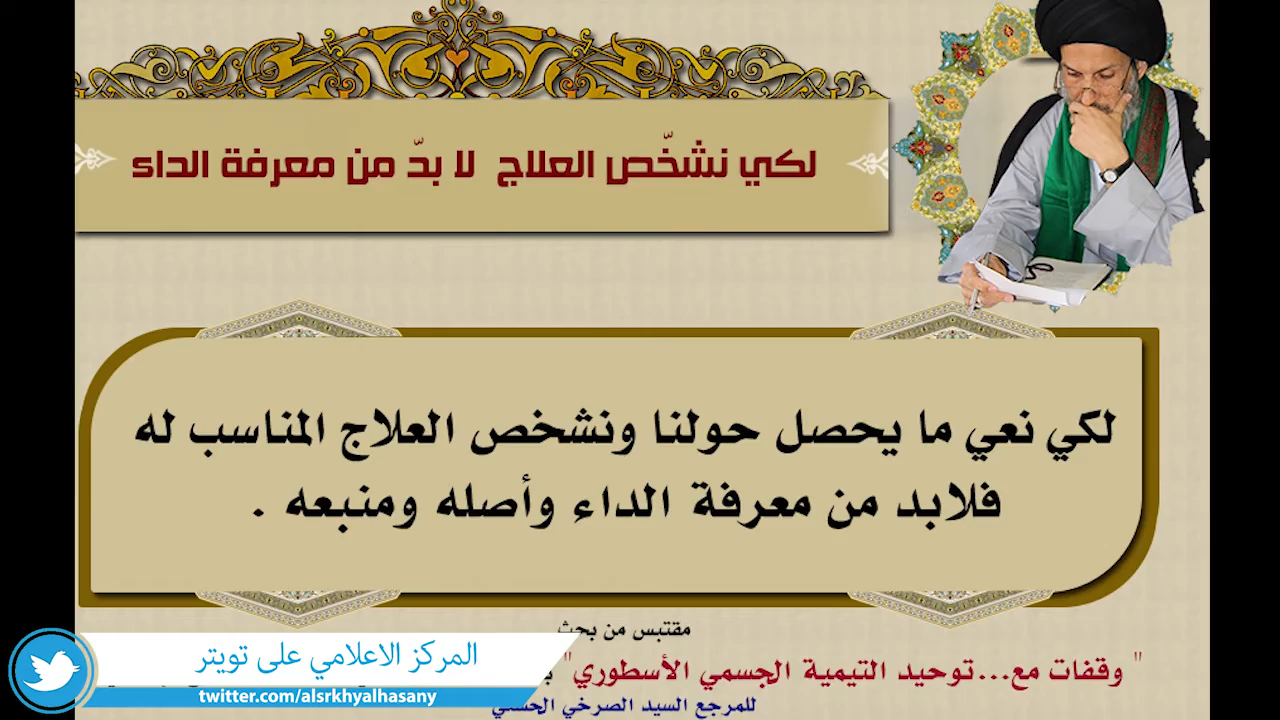 لكي نشخّص العلاج لا بدّ من معرفة الداء
لكي نعي ما يحصل حولنا ونشخص العلاج المناسب له
فلابد من معرفة الداء وأصله ومنبعه .
مقتبس من بحث
" وقفات مع...توحيد التيمية الجسمي الأسطوري"
للمرجع السيد الصرخي الحسني
المركز الاعلامي على تويتر
twitter.com/alsrkhyalhasany